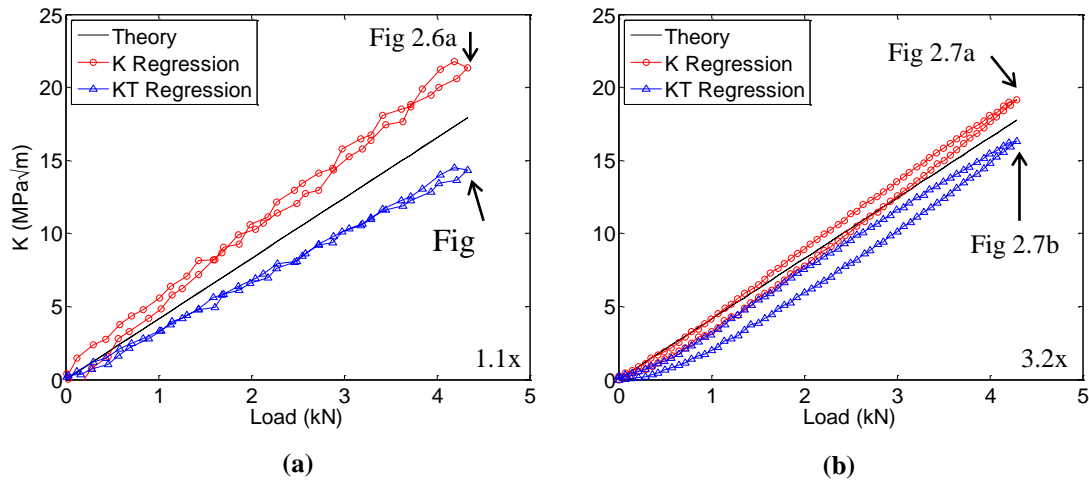 25
20
15
10
5
0
K (MPa√m)
Theory
K Regression
KT Regression
Fig 2.6a
Fig
1.1x
0 1 2 3 4 5
Load (kN)
(a)
25
20
15
10
5
0
Theory
K Regression
KT Regression
Fig 2.7a
Fig 2.7b
3.2x
0 1 2 3 4 5
Load (kN)
(b)